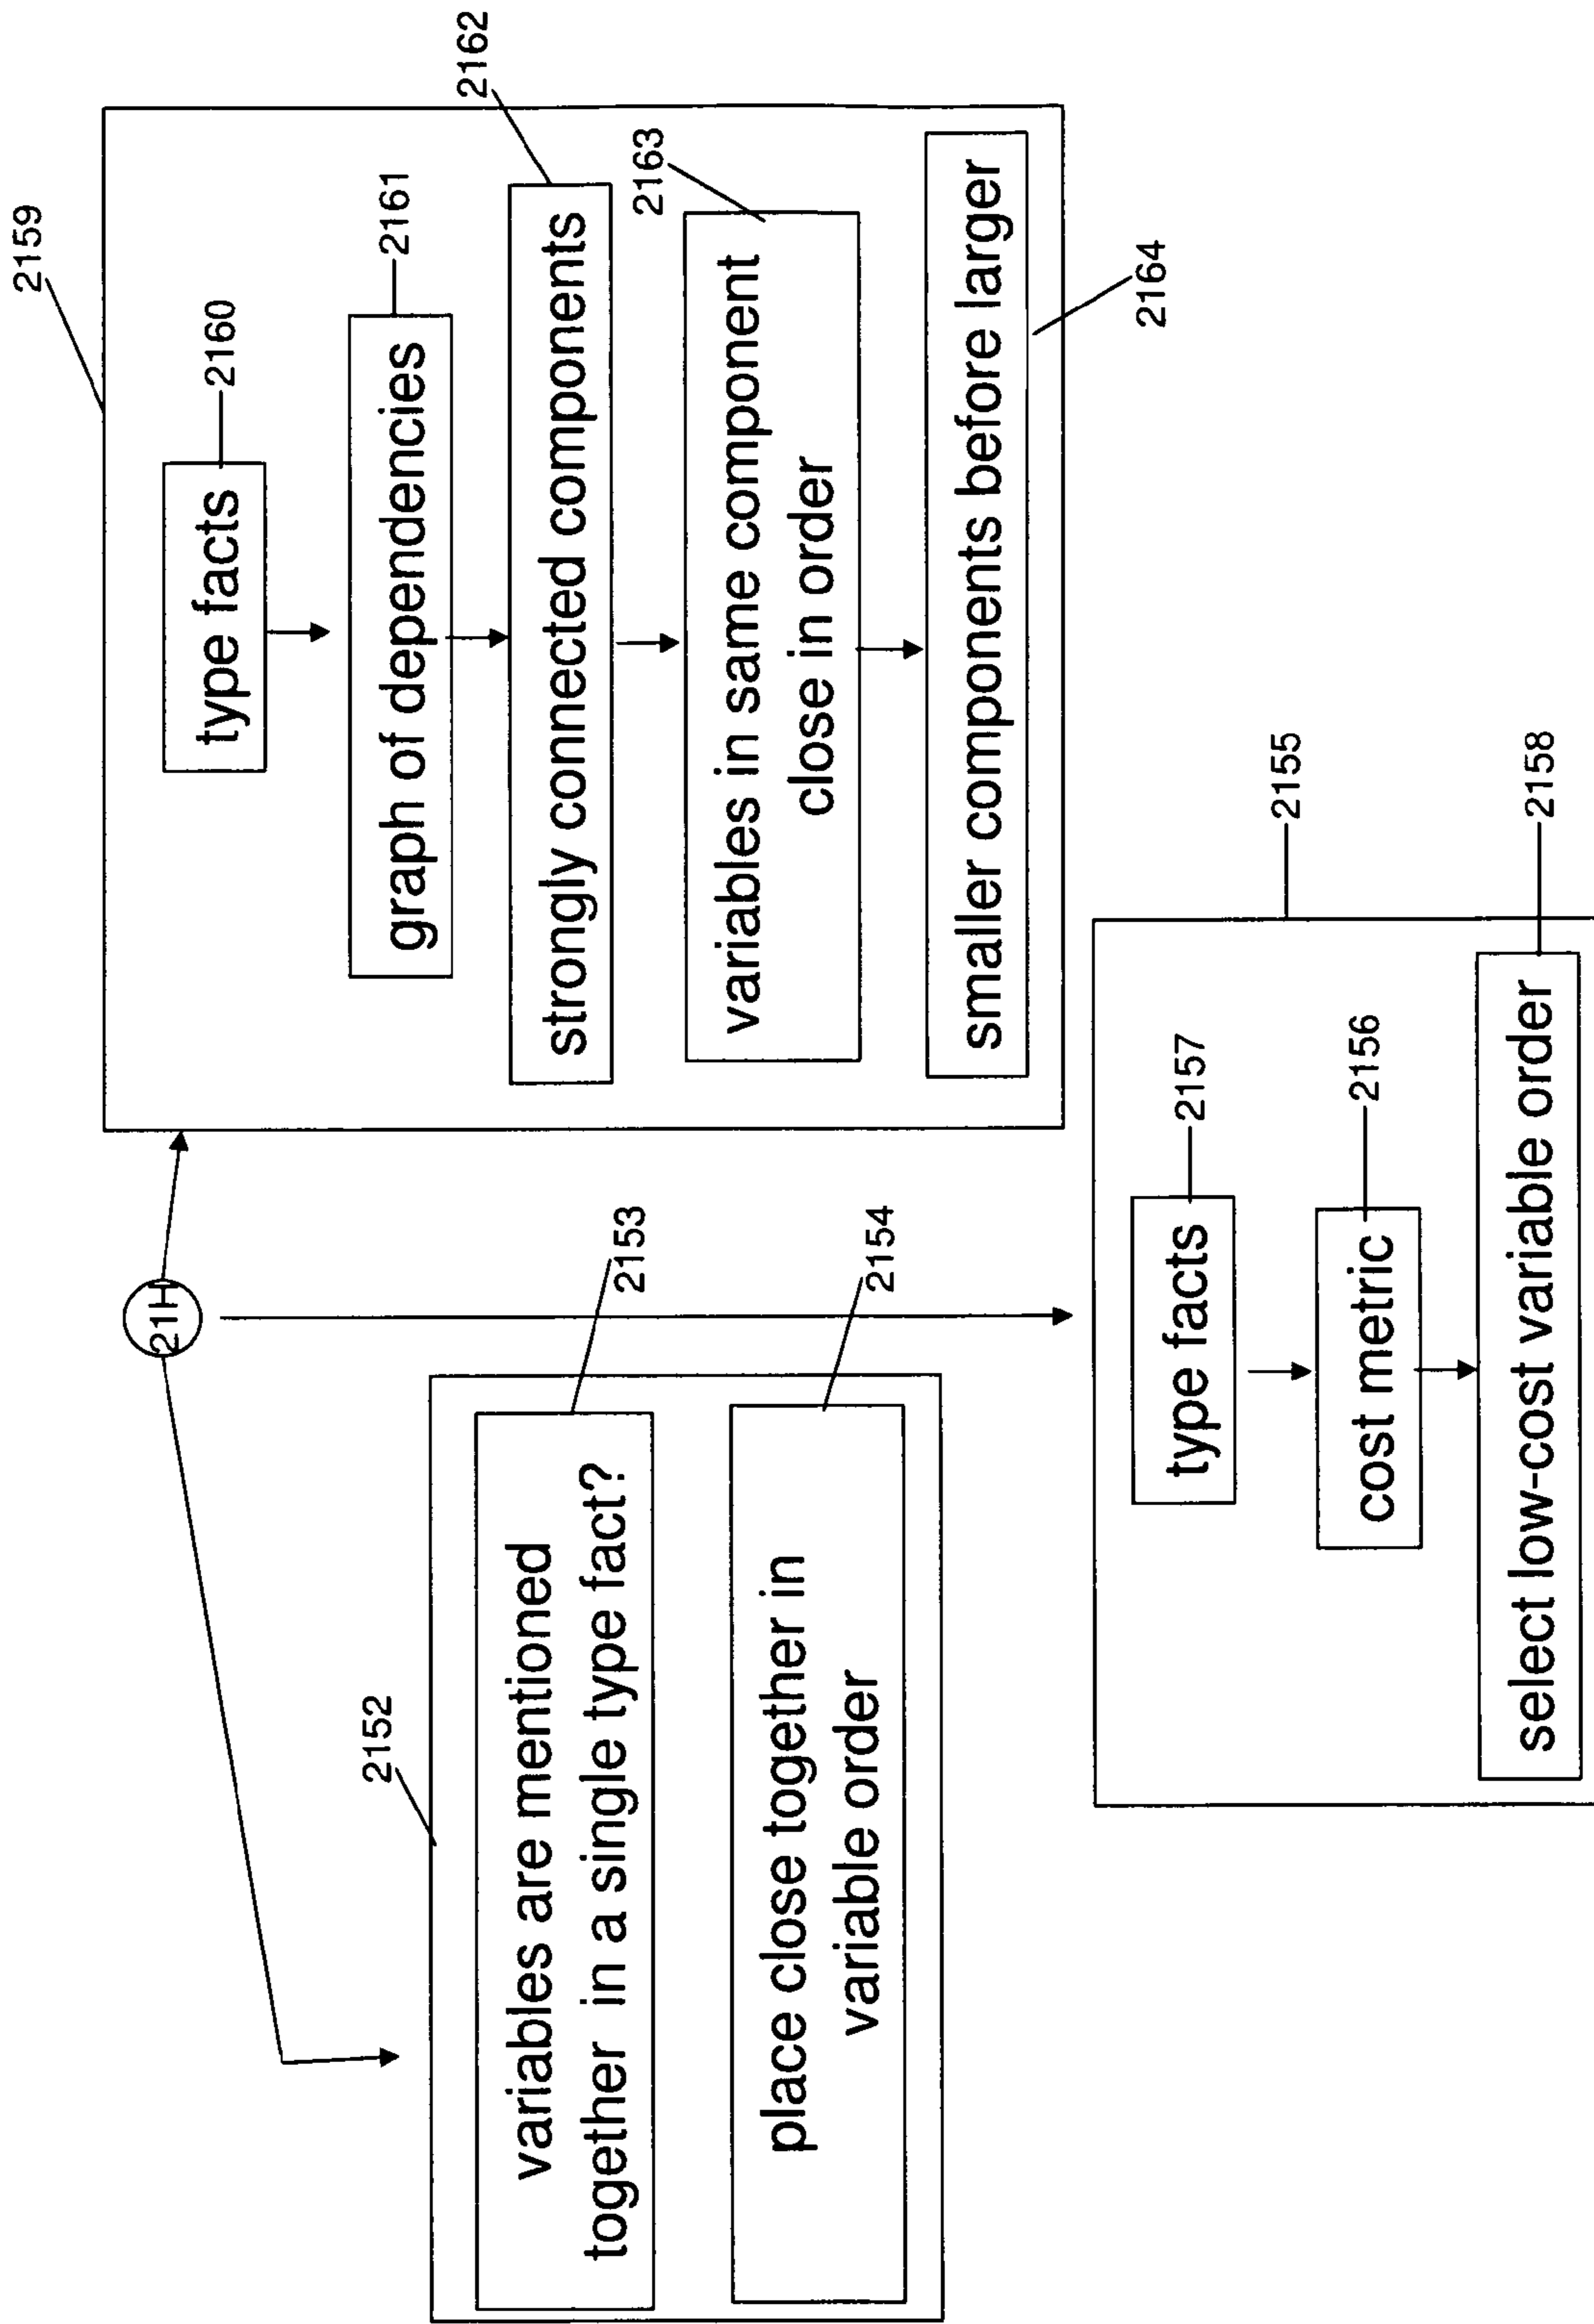 21H
2152
variables are mentioned
together in a single type fact?
2153
place close together in
variable order
2154
2159
type facts
2160
graph of dependencies
2161
strongly connected components
2162
variables in same component
close in order
2163
smaller components before larger
2164
2155
type facts
2157
cost metric
2156
select low-cost variable order
2158